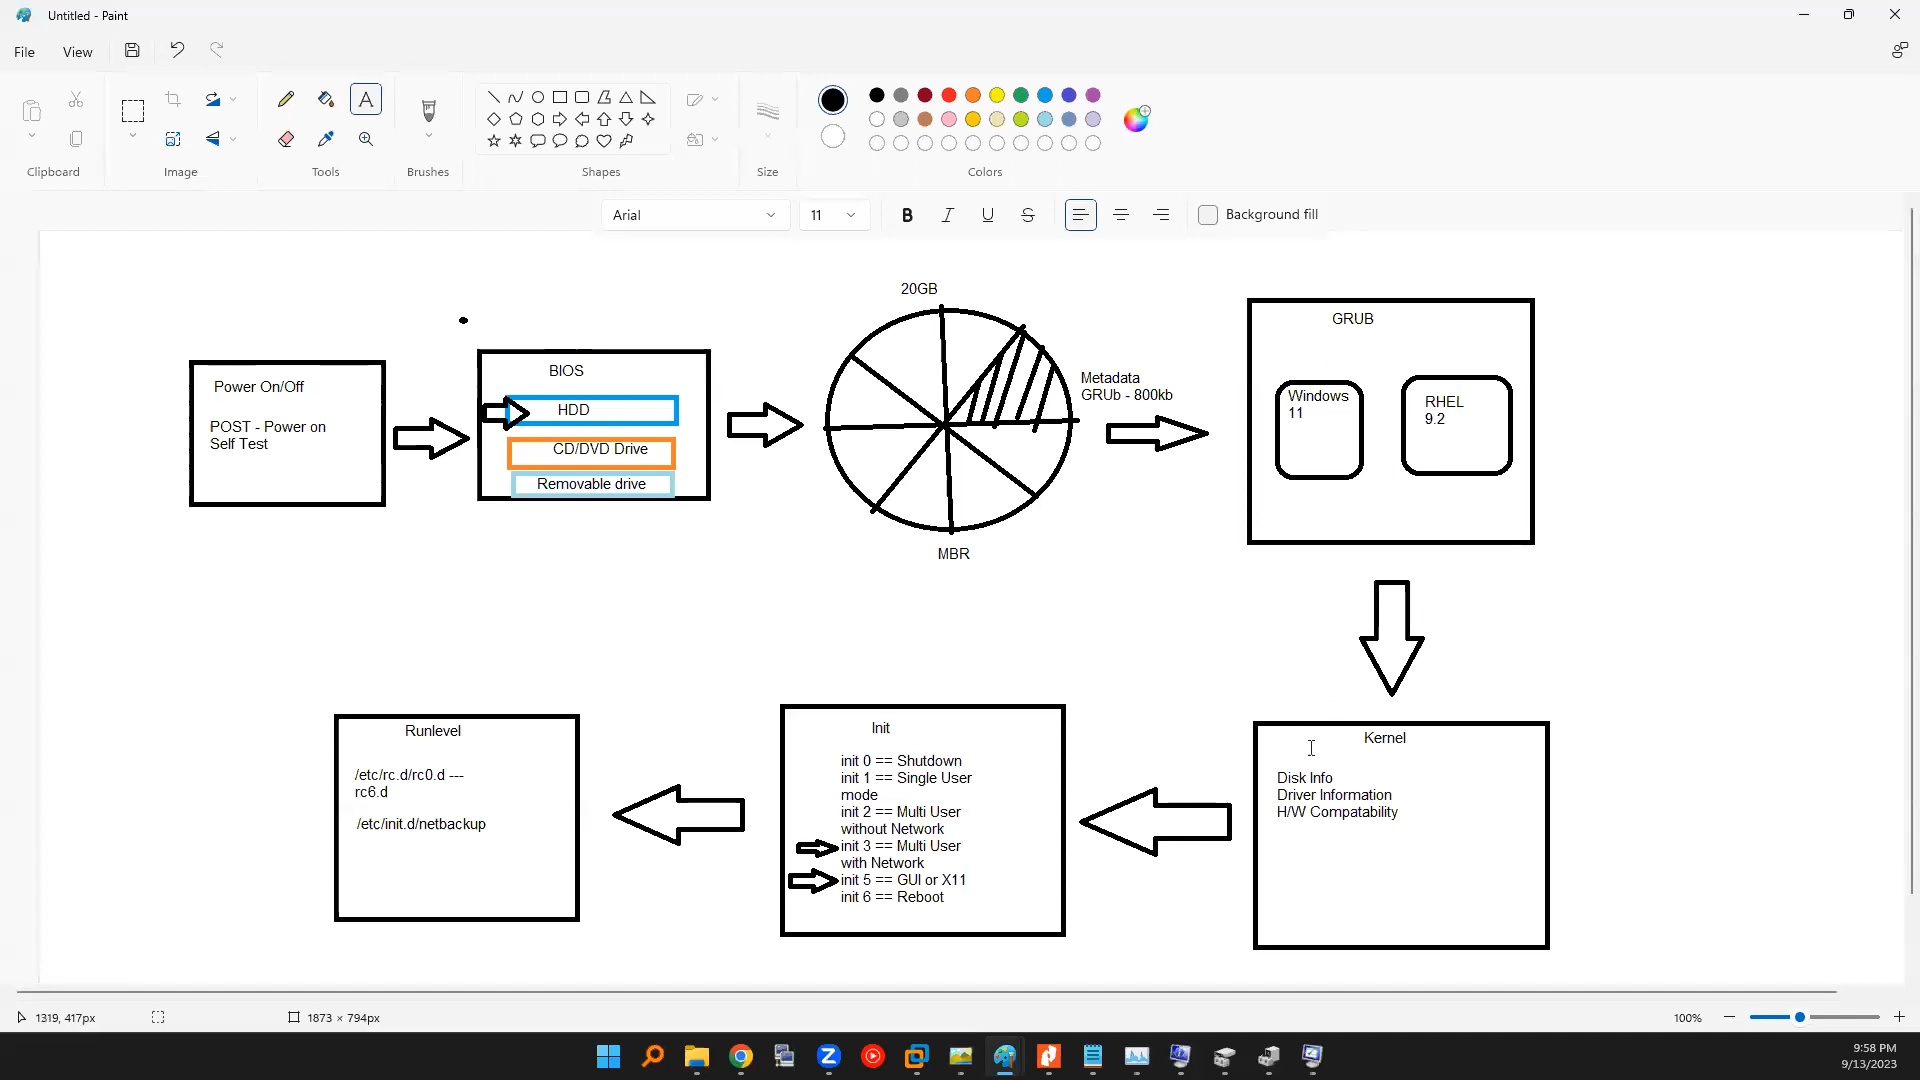 Untitled - Paint
File
View
Clipboard
Image
Tools
Brushes
Shapes
Size
Colors
A
Arial
11
B
I
U
S
Background fill
20GB
Power On/Off
POST - Power on
Self Test
BIOS
HDD
CD/DVD Drive
Removable drive
Metadata
GRUb - 800kb
MBR
GRUB
Windows
11
RHEL
9.2
Runlevel
/etc/rc.d/rc0.d ---
rc6.d
/etc/init.d/netbackup
Init
init 0 == Shutdown
init 1 == Single User
mode
init 2 == Multi User
without Network
init 3 == Multi User
with Network
init 5 == GUI or X11
init 6 == Reboot
Kernel
Disk Info
Driver Information
H/W Compatability
1319, 417px
1873 × 794px
100%
9:58 PM
9/13/2023